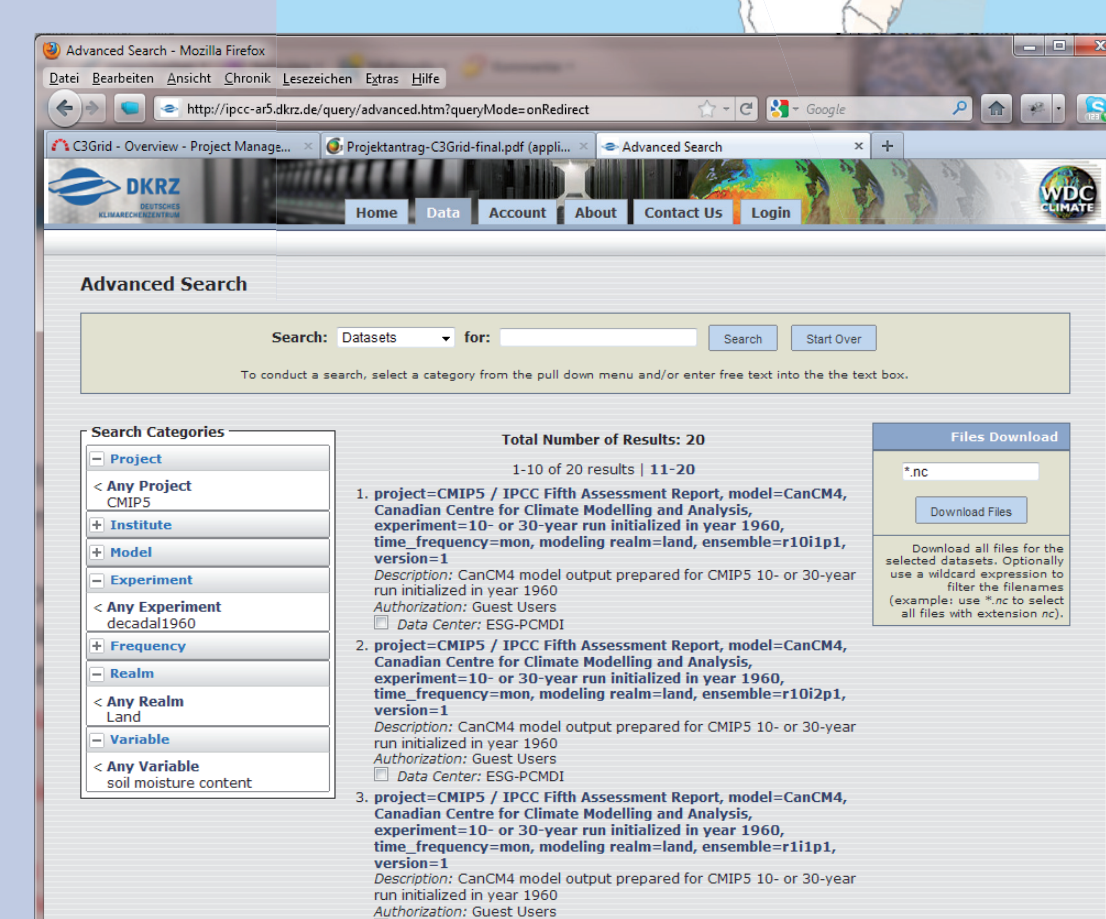 Advanced Search - Mozilla Firefox
Datei Bearbeiten Ansicht Chronik Lesezeichen Extras Hilfe
http://ipcc-ar5.dkrz.de/query/advanced.htm?queryMode=onRedirect Google
C3Grid - Overview - Project Manage... Projektantrag-C3Grid-final.pdf (appli... Advanced Search
DKRZ
DEUTSCHES
KLIMARECHENZENTRUM
WDC
CLIMATE
Home Data Account About Contact Us Login
Advanced Search
Search: Datasets for: Search Start Over
To conduct a search, select a category from the pull down menu and/or enter free text into the the text box.
Search Categories
Project
< Any Project
CMIP5
Institute
Model
Experiment
< Any Experiment
decadal1960
Frequency
Realm
< Any Realm
Land
Variable
< Any Variable
soil moisture content
Total Number of Results: 20
1-10 of 20 results | 11-20
1. project=CMIP5 / IPCC Fifth Assessment Report, model=CanCM4,
Canadian Centre for Climate Modelling and Analysis,
experiment=10- or 30-year run initialized in year 1960,
time_frequency=mon, modeling realm=land, ensemble=r10i1p1,
version=1
Description: CanCM4 model output prepared for CMIP5 10- or 30-year
run initialized in year 1960
Authorization: Guest Users
Data Center: ESG-PCMDI
2. project=CMIP5 / IPCC Fifth Assessment Report, model=CanCM4,
Canadian Centre for Climate Modelling and Analysis,
experiment=10- or 30-year run initialized in year 1960,
time_frequency=mon, modeling realm=land, ensemble=r10i2p1,
version=1
Description: CanCM4 model output prepared for CMIP5 10- or 30-year
run initialized in year 1960
Authorization: Guest Users
Data Center: ESG-PCMDI
3. project=CMIP5 / IPCC Fifth Assessment Report, model=CanCM4,
Canadian Centre for Climate Modelling and Analysis,
experiment=10- or 30-year run initialized in year 1960,
time_frequency=mon, modeling realm=land, ensemble=r1i1p1,
version=1
Description: CanCM4 model output prepared for CMIP5 10- or 30-year
run initialized in year 1960
Authorization: Guest Users
Files Download
*.nc
Download Files
Download all files for the
selected datasets. Optionally
use a wildcard expression to
filter the filenames
(example: use *.nc to select
all files with extension nc).